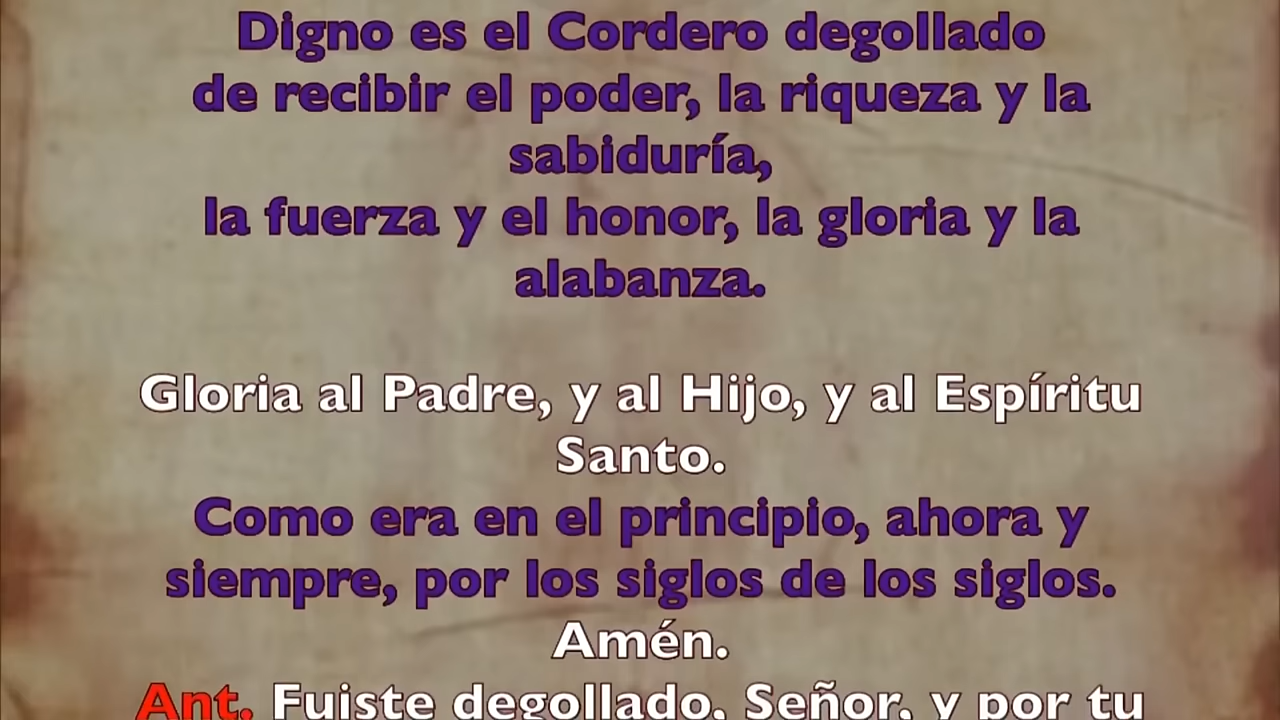 Digno es el Cordero degollado
de recibir el poder, la riqueza y la
sabiduría,
la fuerza y el honor, la gloria y la
alabanza.
Gloria al Padre, y al Hijo, y al Espíritu
Santo.
Como era en el principio, ahora y
siempre, por los siglos de los siglos.
Amén.
Ant. Fuiste degollado, Señor, y por tu